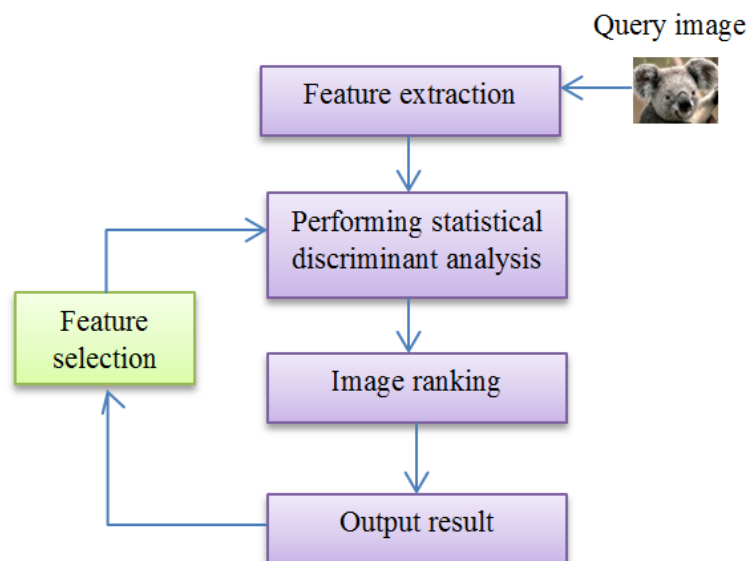 Query image
Feature extraction
Performing statistical
discriminant analysis
Feature
selection
Image ranking
Output result